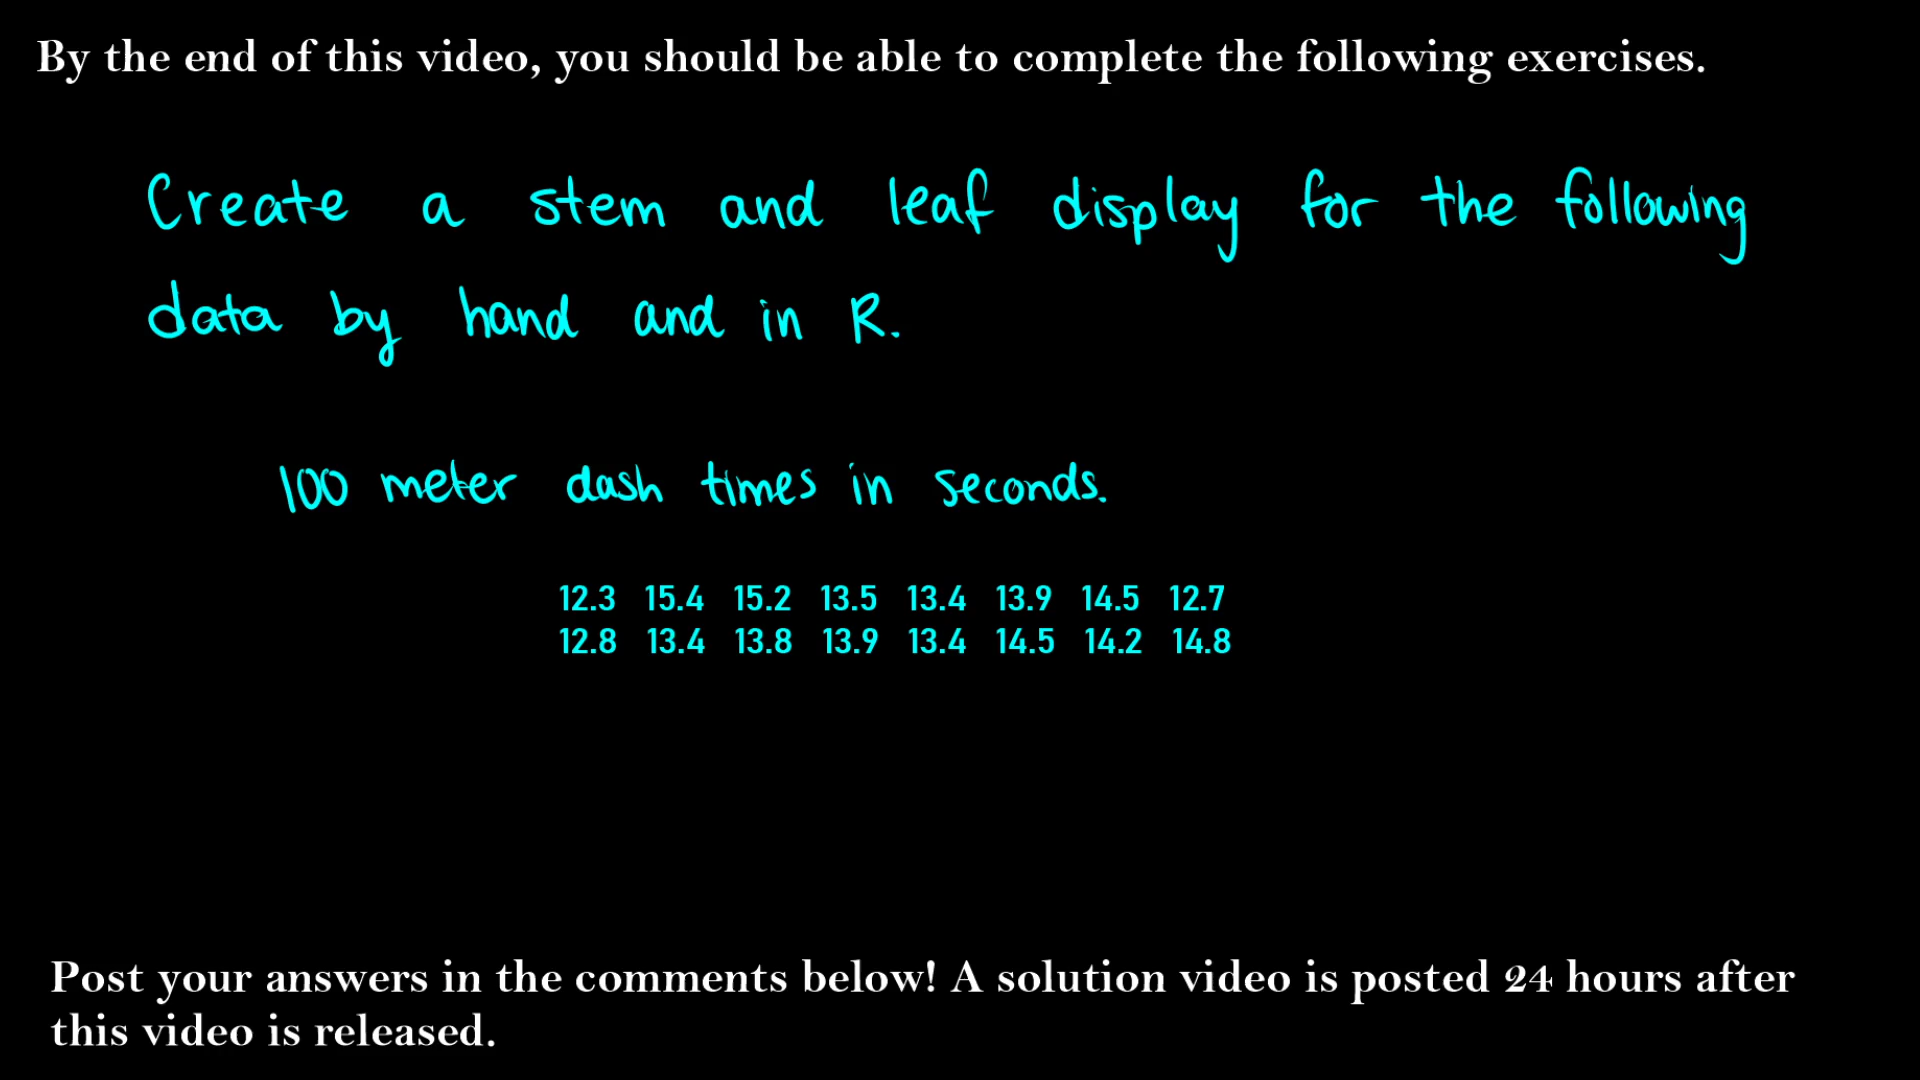 By the end of this video, you should be able to complete the following exercises.
Create a stem and leaf display for the following
data by hand and in R.
100 meter dash times in seconds.
12.3 15.4 15.2 13.5 13.4 13.9 14.5 12.7
12.8 13.4 13.8 13.9 13.4 14.5 14.2 14.8
Post your answers in the comments below! A solution video is posted 24 hours after
this video is released.